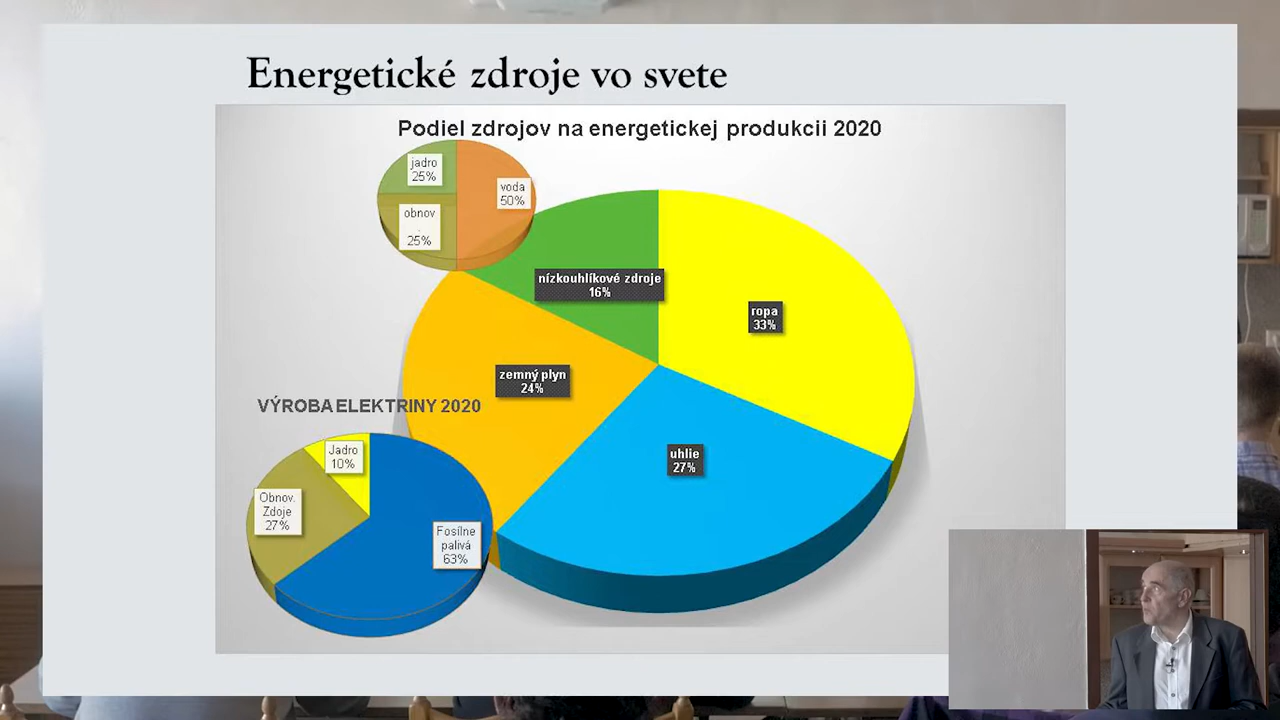 Energetické zdroje vo svete
Podiel zdrojov na energetickej produkcii 2020
jadro
25%
voda
50%
obnov
.
25%
nízkouhlíkové zdroje
16%
ropa
33%
zemný plyn
24%
uhlie
27%
VÝROBA ELEKTRINY 2020
Jadro
10%
Obnov.
Zdoje
27%
Fosílne
palivá
63%